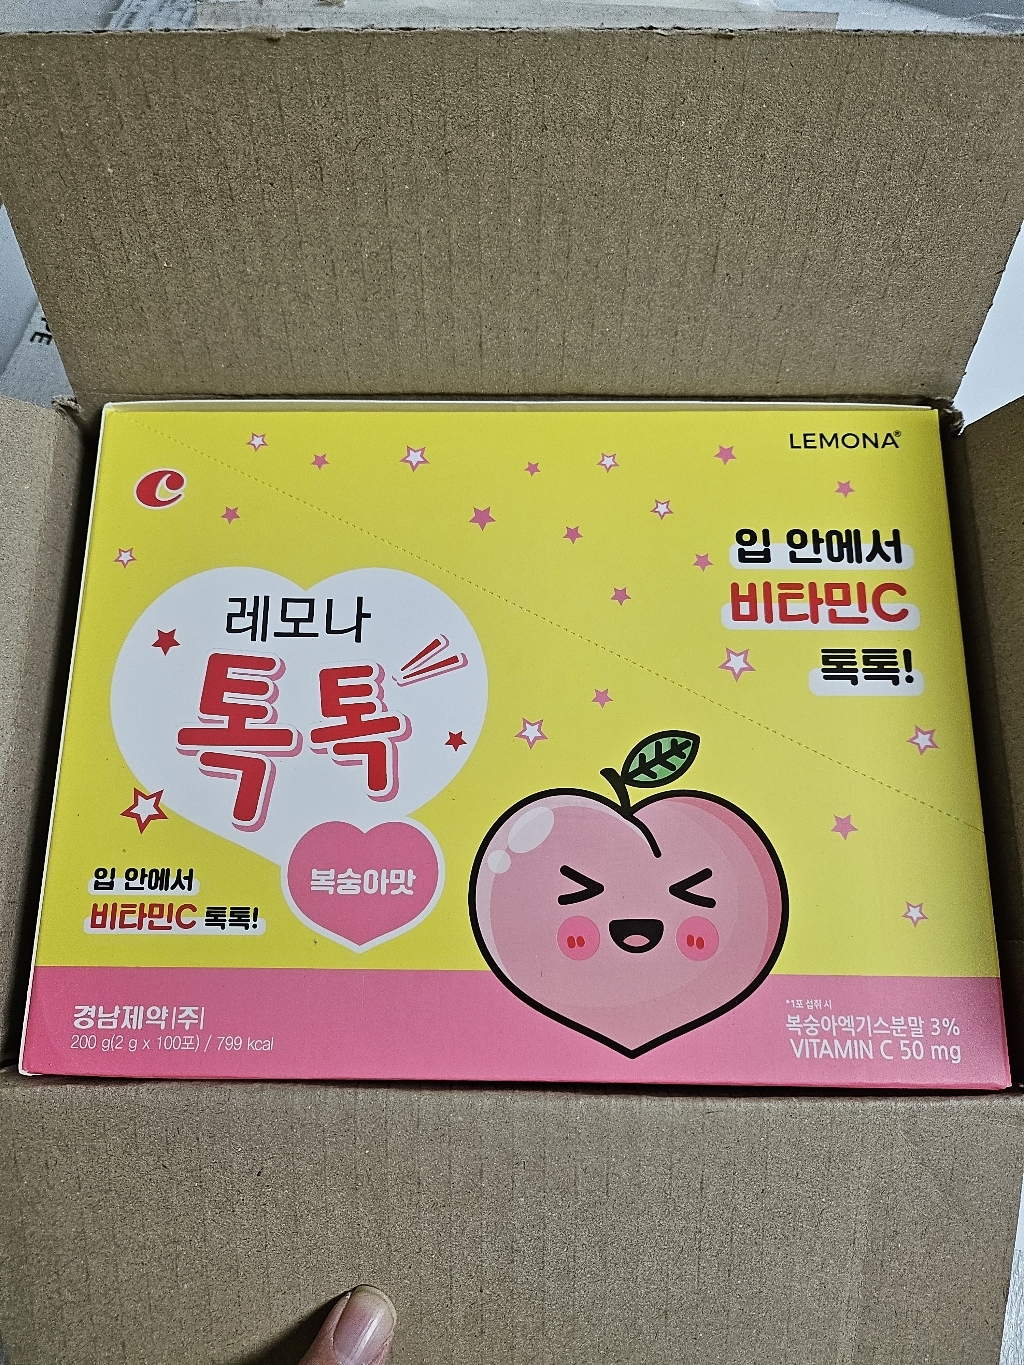 LEMONA®
C
입 안에서
비타민C
톡톡!
레모나
톡톡
복숭아맛
입 안에서
비타민C 톡톡!
경남제약(주)
200 g(2 g x 100포) / 799 kcal
*1포 섭취 시
복숭아엑기스분말 3%
VITAMIN C 50 mg
PE